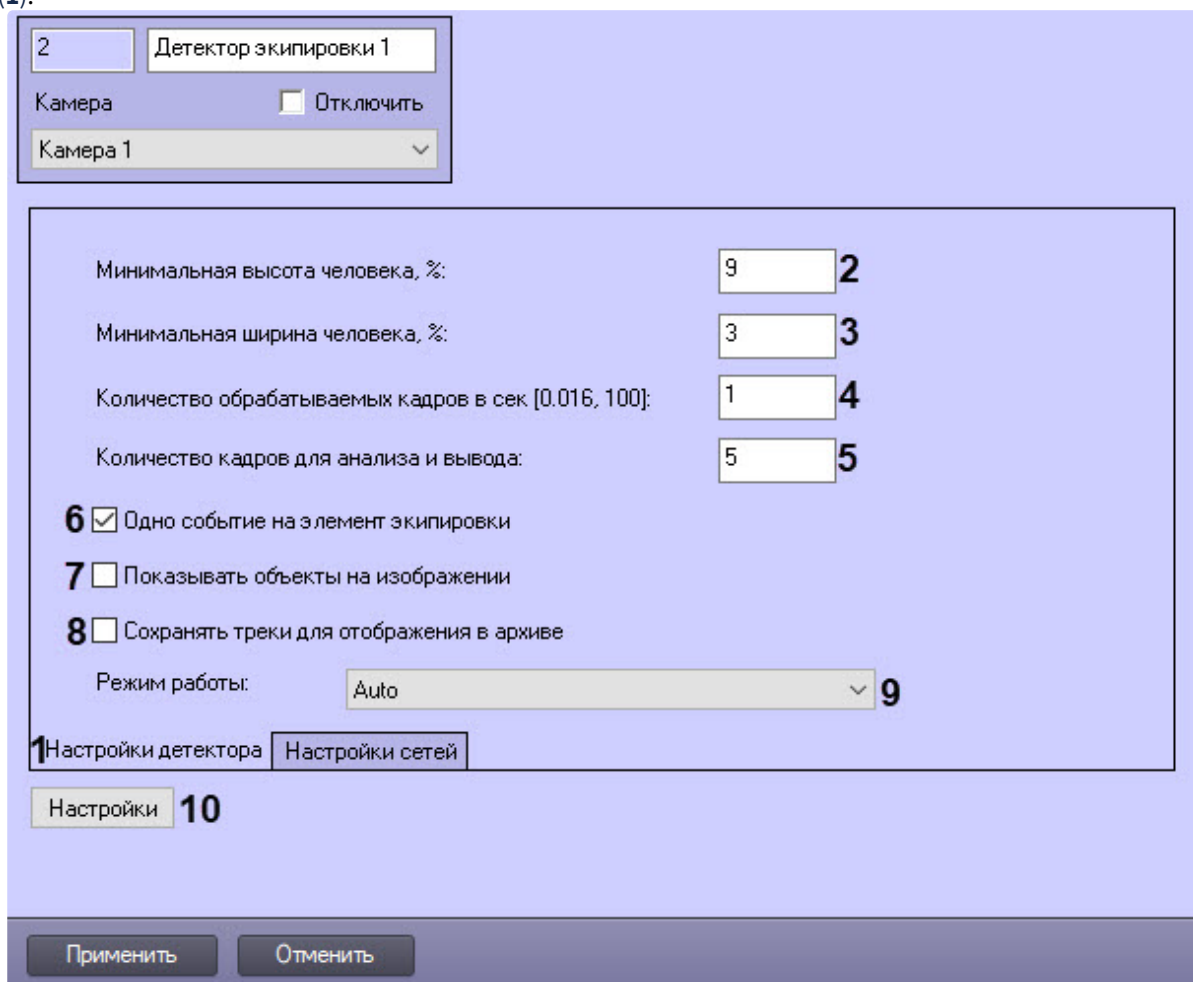 (1).
2 Детектор экипировки 1
Камера Отключить
Камера 1
Минимальная высота человека, %: 9 2
Минимальная ширина человека, %: 3 3
Количество обрабатываемых кадров в сек [0.016, 100]: 1 4
Количество кадров для анализа и вывода: 5 5
6 Одно событие на элемент экипировки
7 Показывать объекты на изображении
8 Сохранять треки для отображения в архиве
Режим работы: Auto 9
1 Настройки детектора Настройки сетей
Настройки 10
Применить Отменить